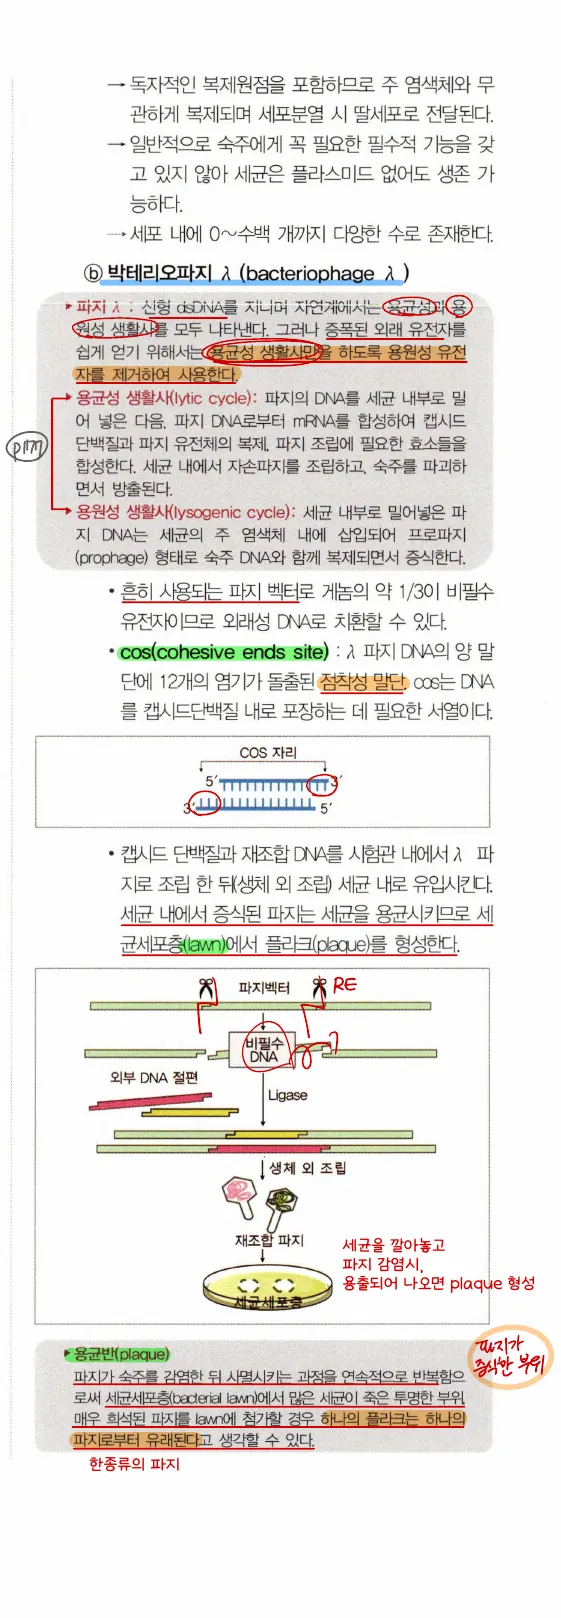 → 독자적인 복제원점을 포함하므로 주 염색체와 무
관하게 복제되며 세포분열 시 딸세포로 전달된다.
→ 일반적으로 숙주에게 꼭 필요한 필수적 기능을 갖
고 있지 않아 세균은 플라스미드 없어도 생존 가
능하다.
→ 세포 내에 0~수백 개까지 다양한 수로 존재한다.
ⓑ 박테리오파지 λ (bacteriophage λ)
▸파지 λ : 선형 dsDNA를 지니며 자연계에서는 용균성과 용
원성 생활사를 모두 나타낸다. 그러나 증폭된 외래 유전자를
쉽게 얻기 위해서는 용균성 생활사만을 하도록 용원성 유전
자를 제거하여 사용한다.
▸용균성 생활사(lytic cycle): 파지의 DNA를 세균 내부로 밀
어 넣은 다음, 파지 DNA로부터 mRNA를 합성하여 캡시드
단백질과 파지 유전체의 복제, 파지 조립에 필요한 효소들을
p177
합성한다. 세균 내에서 자손파지를 조립하고, 숙주를 파괴하
면서 방출된다.
▸용원성 생활사(lysogenic cycle): 세균 내부로 밀어넣은 파
지 DNA는 세균의 주 염색체 내에 삽입되어 프로파지
(prophage) 형태로 숙주 DNA와 함께 복제되면서 증식한다.
• 흔히 사용되는 파지 벡터로 게놈의 약 1/3이 비필수
유전자이므로 외래성 DNA로 치환할 수 있다.
• cos(cohesive ends site) : λ 파지 DNA의 양 말
단에 12개의 염기가 돌출된 점착성 말단. cos는 DNA
를 캡시드단백질 내로 포장하는 데 필요한 서열이다.
COS 자리
5′ 3′
3′ 5′
• 캡시드 단백질과 재조합 DNA를 시험관 내에서 λ 파
지로 조립 한 뒤(생체 외 조립) 세균 내로 유입시킨다.
세균 내에서 증식된 파지는 세균을 용균시키므로 세
균세포층(lawn)에서 플라크(plaque)를 형성한다.
파지벡터 RE
비필수
DNA
외부 DNA 절편
Ligase
생체 외 조립
재조합 파지
세균을 깔아놓고
파지 감염시,
용출되어 나오면 plaque 형성
세균세포층
▸용균반(plaque)
파지가
증식한 부위
파지가 숙주를 감염한 뒤 사멸시키는 과정을 연속적으로 반복함으
로써 세균세포층(bacterial lawn)에서 많은 세균이 죽은 투명한 부위.
매우 희석된 파지를 lawn에 첨가할 경우 하나의 플라크는 하나의
파지로부터 유래된다고 생각할 수 있다.
한종류의 파지